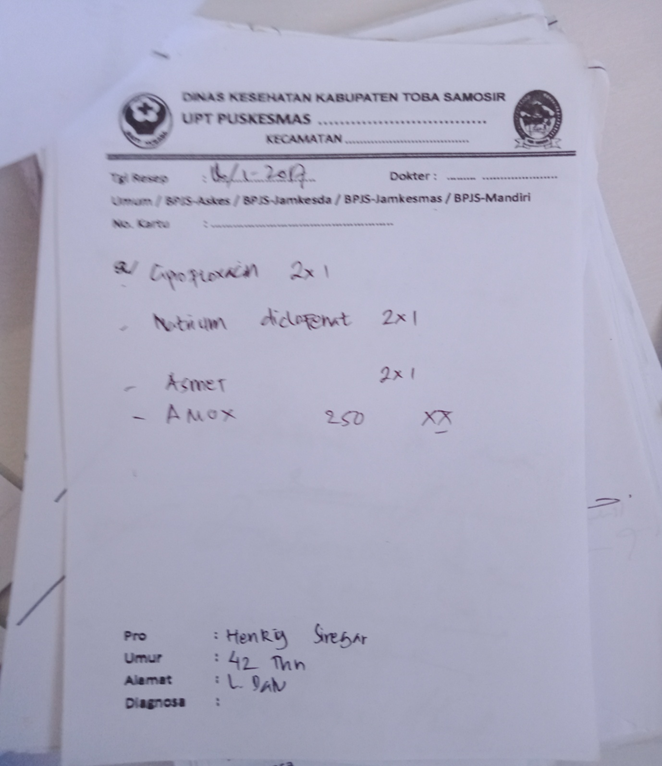 DINAS KESEHATAN KABUPATEN TOBA SAMOSIR
UPT PUSKESMAS ................................
KECAMATAN ................................
Tgl Resep : 16/1-2017 Dokter : ........ ....................
Umum / BPJS-Askes / BPJS-Jamkesda / BPJS-Jamkesmas / BPJS-Mandiri
No. Kartu : ................................................
R/ Cipofloxacin 2x1
- Natrium diclofenat 2x1
- Asmet 2x1
- AMOX 250 XX
Pro : Henky Siregar
Umur : 42 Thn
Alamat : L.
Diagnosa :